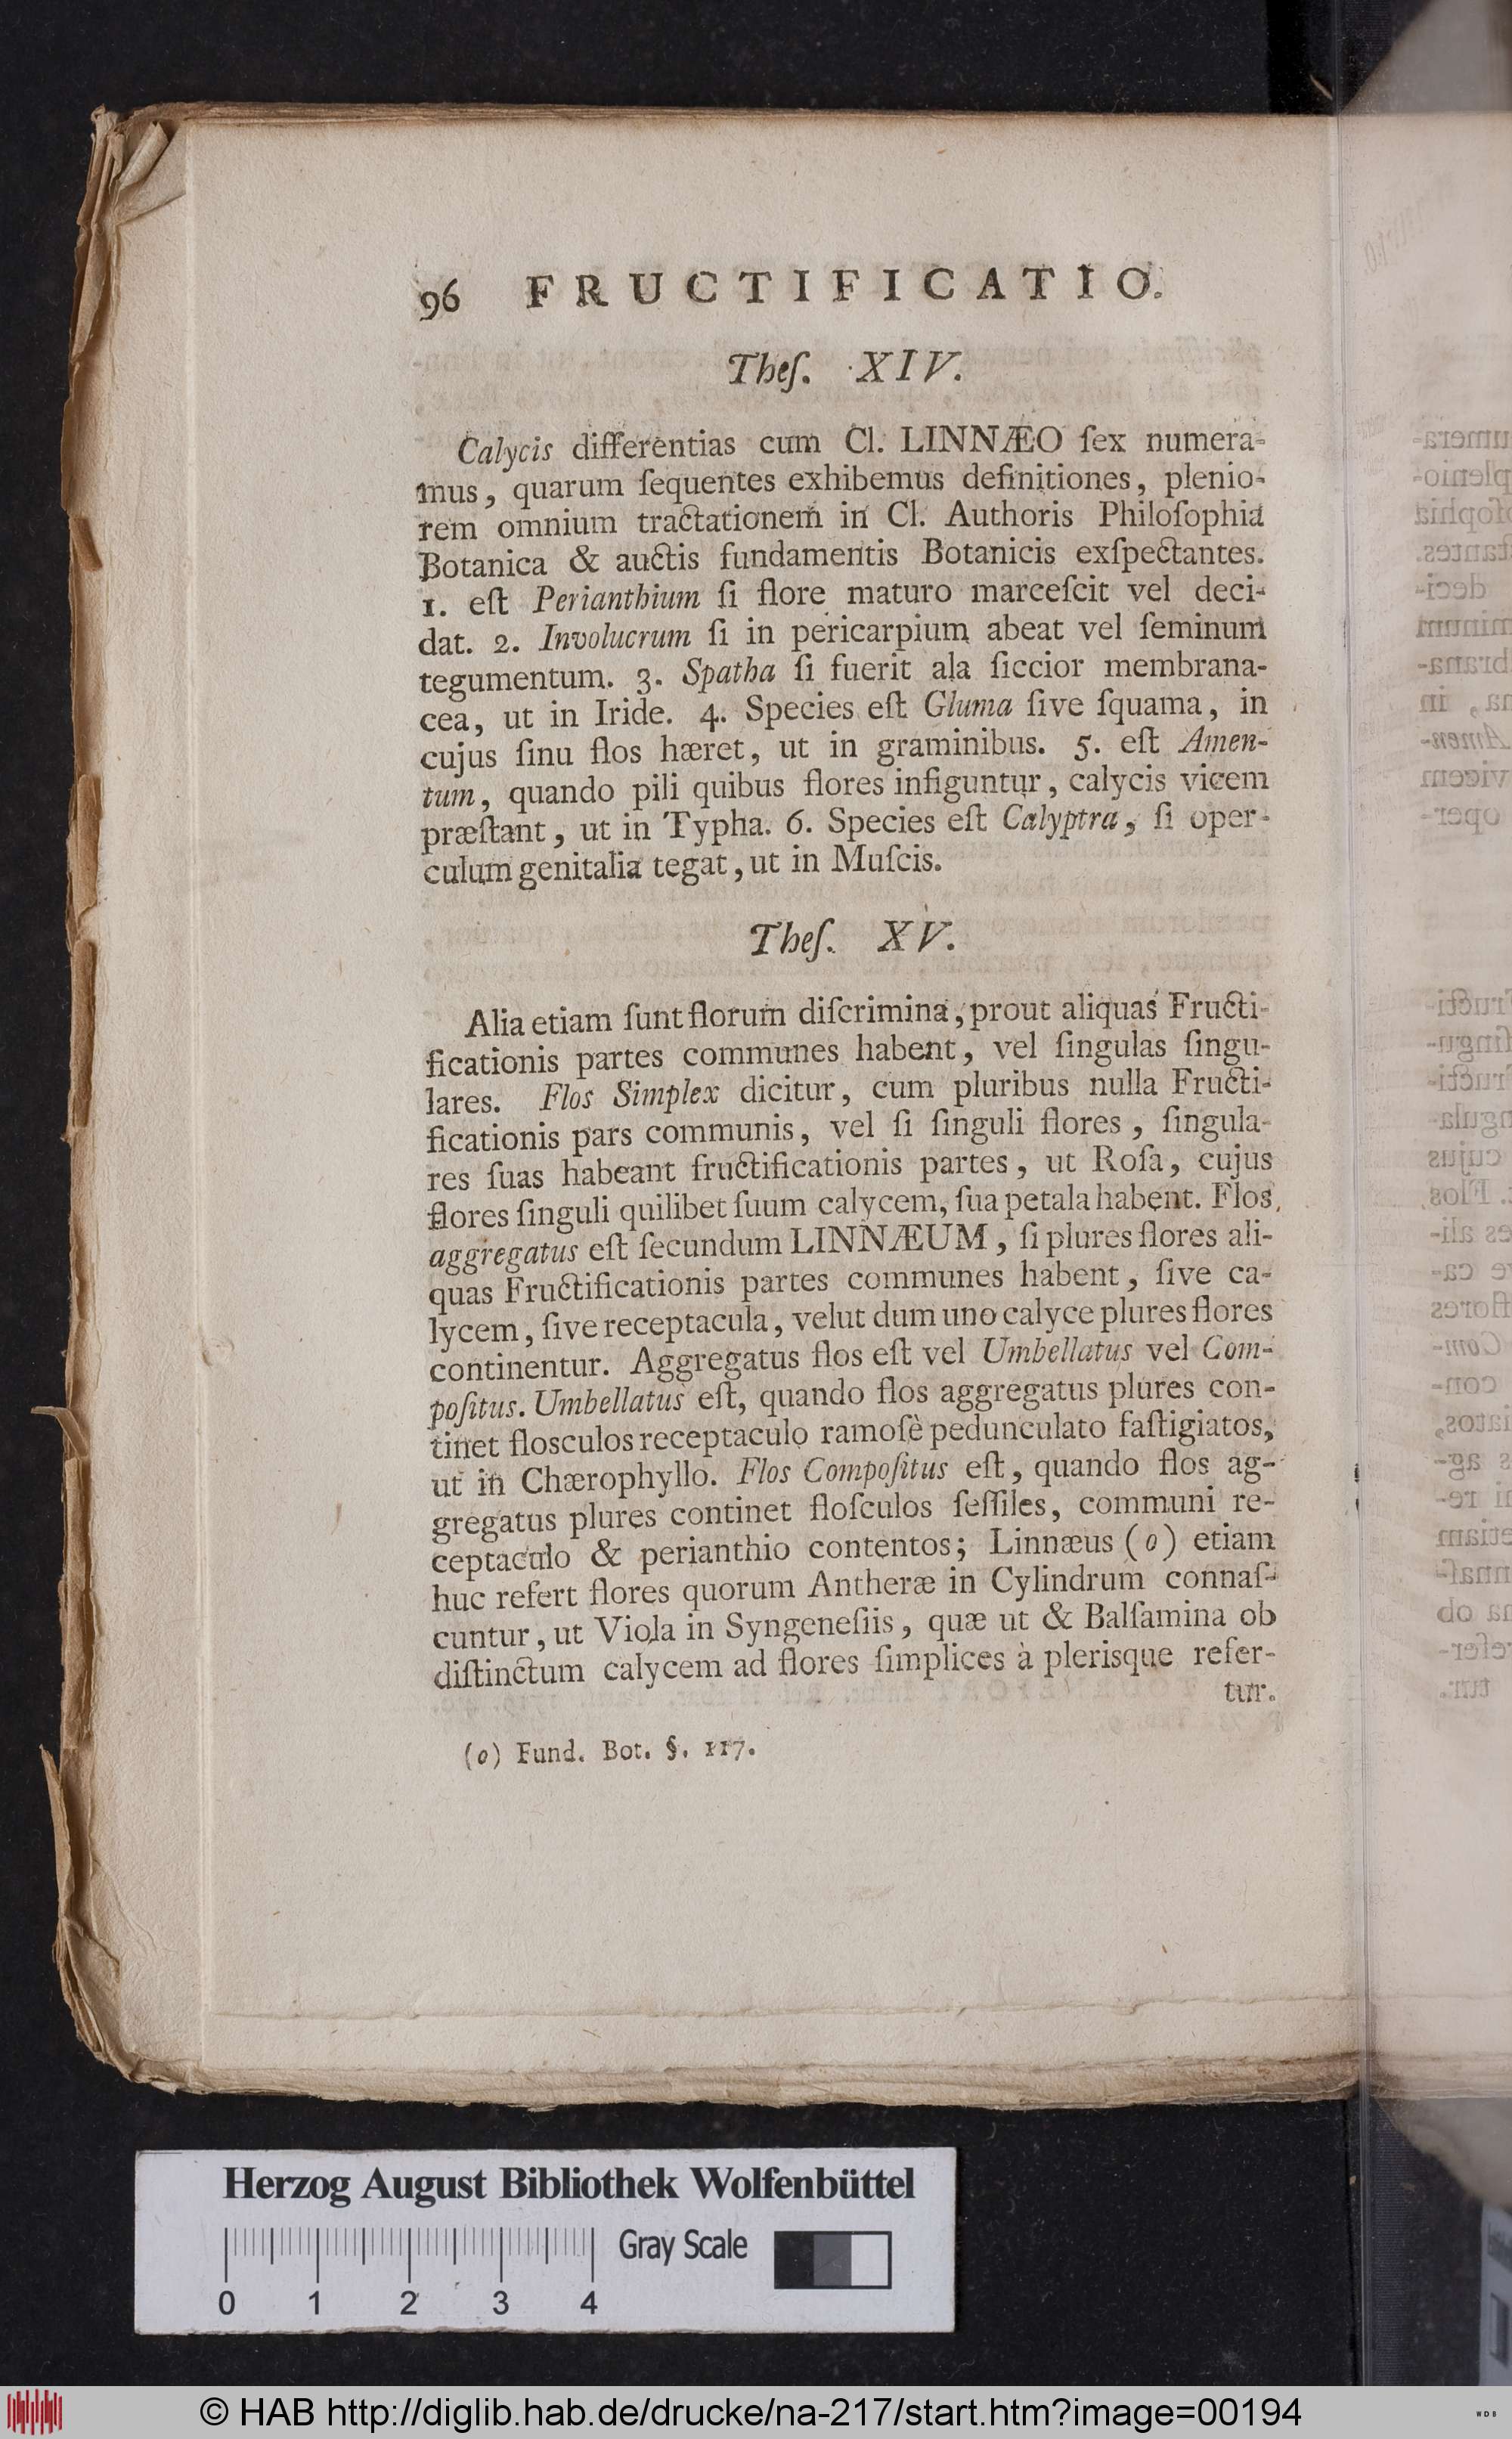 96 FRUCTIFICATIO.
Theſ. XIV.
Calycis differentias cum Cl. LINNÆO ſex numera-
mus, quarum ſequentes exhibemus definitiones, plenio-
rem omnium tractationem in Cl. Authoris Philoſophia
Botanica & auctis fundamentis Botanicis exſpectantes.
1. eſt Perianthium ſi flore maturo marceſcit vel deci-
dat. 2. Involucrum ſi in pericarpium abeat vel ſeminum
tegumentum. 3. Spatha ſi fuerit ala ſiccior membrana-
cea, ut in Iride. 4. Species eſt Gluma ſive ſquama, in
cujus ſinu flos hæret, ut in graminibus. 5. eſt Amen-
tum, quando pili quibus flores infiguntur, calycis vicem
præſtant, ut in Typha. 6. Species eſt Calyptra, ſi oper-
culum genitalia tegat, ut in Muſcis.
Theſ. XV.
Alia etiam ſunt florum diſcrimina, prout aliquas Fructi-
ficationis partes communes habent, vel ſingulas ſingu-
lares. Flos Simplex dicitur, cum pluribus nulla Fructi-
ficationis pars communis, vel ſi ſinguli flores, ſingula-
res ſuas habeant fructificationis partes, ut Roſa, cujus
flores ſinguli quilibet ſuum calycem, ſua petala habent. Flos
aggregatus eſt ſecundum LINNÆUM, ſi plures flores ali-
quas Fructificationis partes communes habent, ſive ca-
lycem, ſive receptacula, velut dum uno calyce plures flores
continentur. Aggregatus flos eſt vel Umbellatus vel Com-
poſitus. Umbellatus eſt, quando flos aggregatus plures con-
tinet flosculos receptaculo ramoſè pedunculato faſtigiatos,
ut in Chærophyllo. Flos Compoſitus eſt, quando flos ag-
gregatus plures continet floſculos ſeſſiles, communi re-
ceptaculo & perianthio contentos; Linnæus (o) etiam
huc refert flores quorum Antheræ in Cylindrum connaſ-
cuntur, ut Viola in Syngeneſiis, quæ ut & Balſamina ob
diſtinctum calycem ad flores ſimplices à plerisque refer-
tur.
(o) Fund. Bot. §. 117.
Herzog August Bibliothek Wolfenbüttel
Gray Scale
0 1 2 3 4
© HAB http://diglib.hab.de/drucke/na-217/start.htm?image=00194